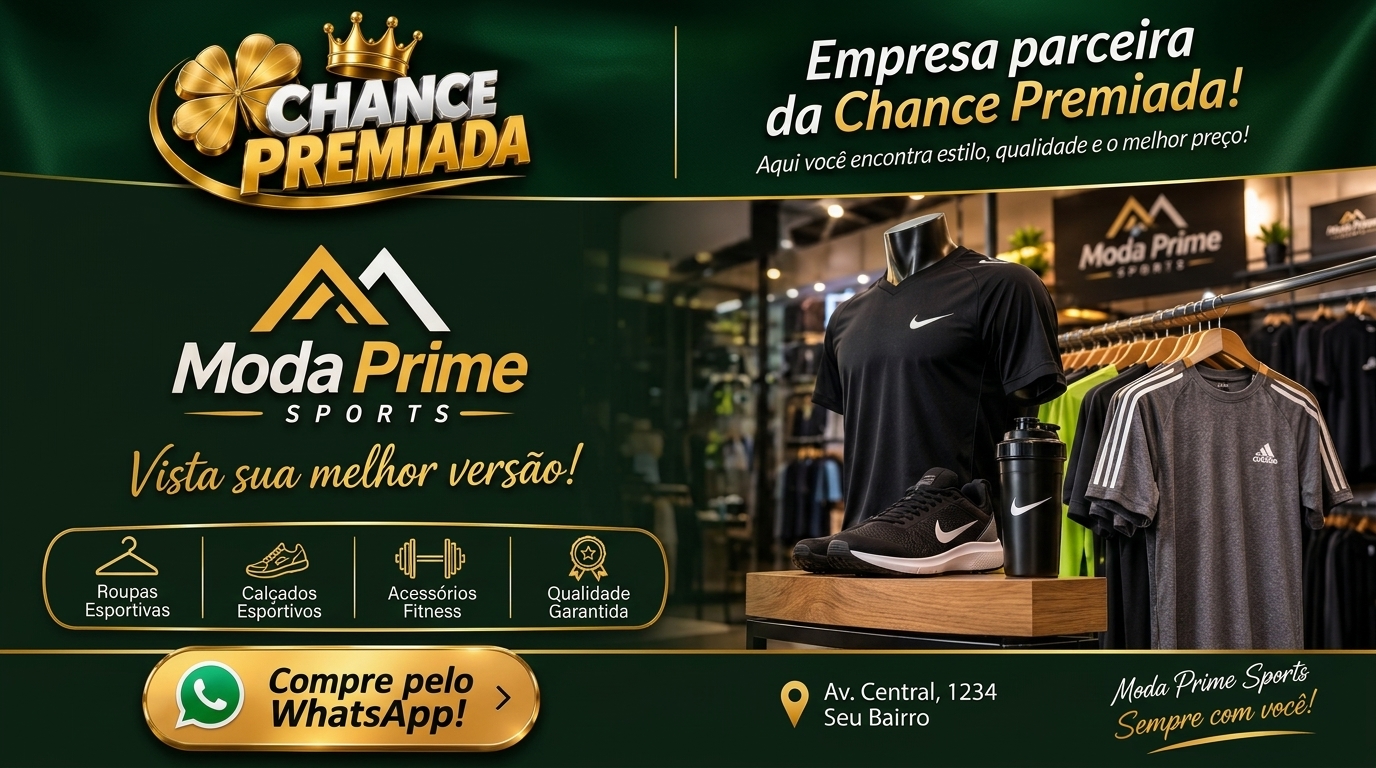 CHANCE
PREMIADA
Empresa parceira
da Chance Premiada!
Aqui você encontra estilo, qualidade e o melhor preço!
Moda Prime
SPORTS
Vista sua melhor versão!
Moda Prime
SPORTS
Roupas
Esportivas
Calçados
Esportivos
Acessórios
Fitness
Qualidade
Garantida
Compre pelo
WhatsApp!
Av. Central, 1234
Seu Bairro
Moda Prime Sports
Sempre com você!